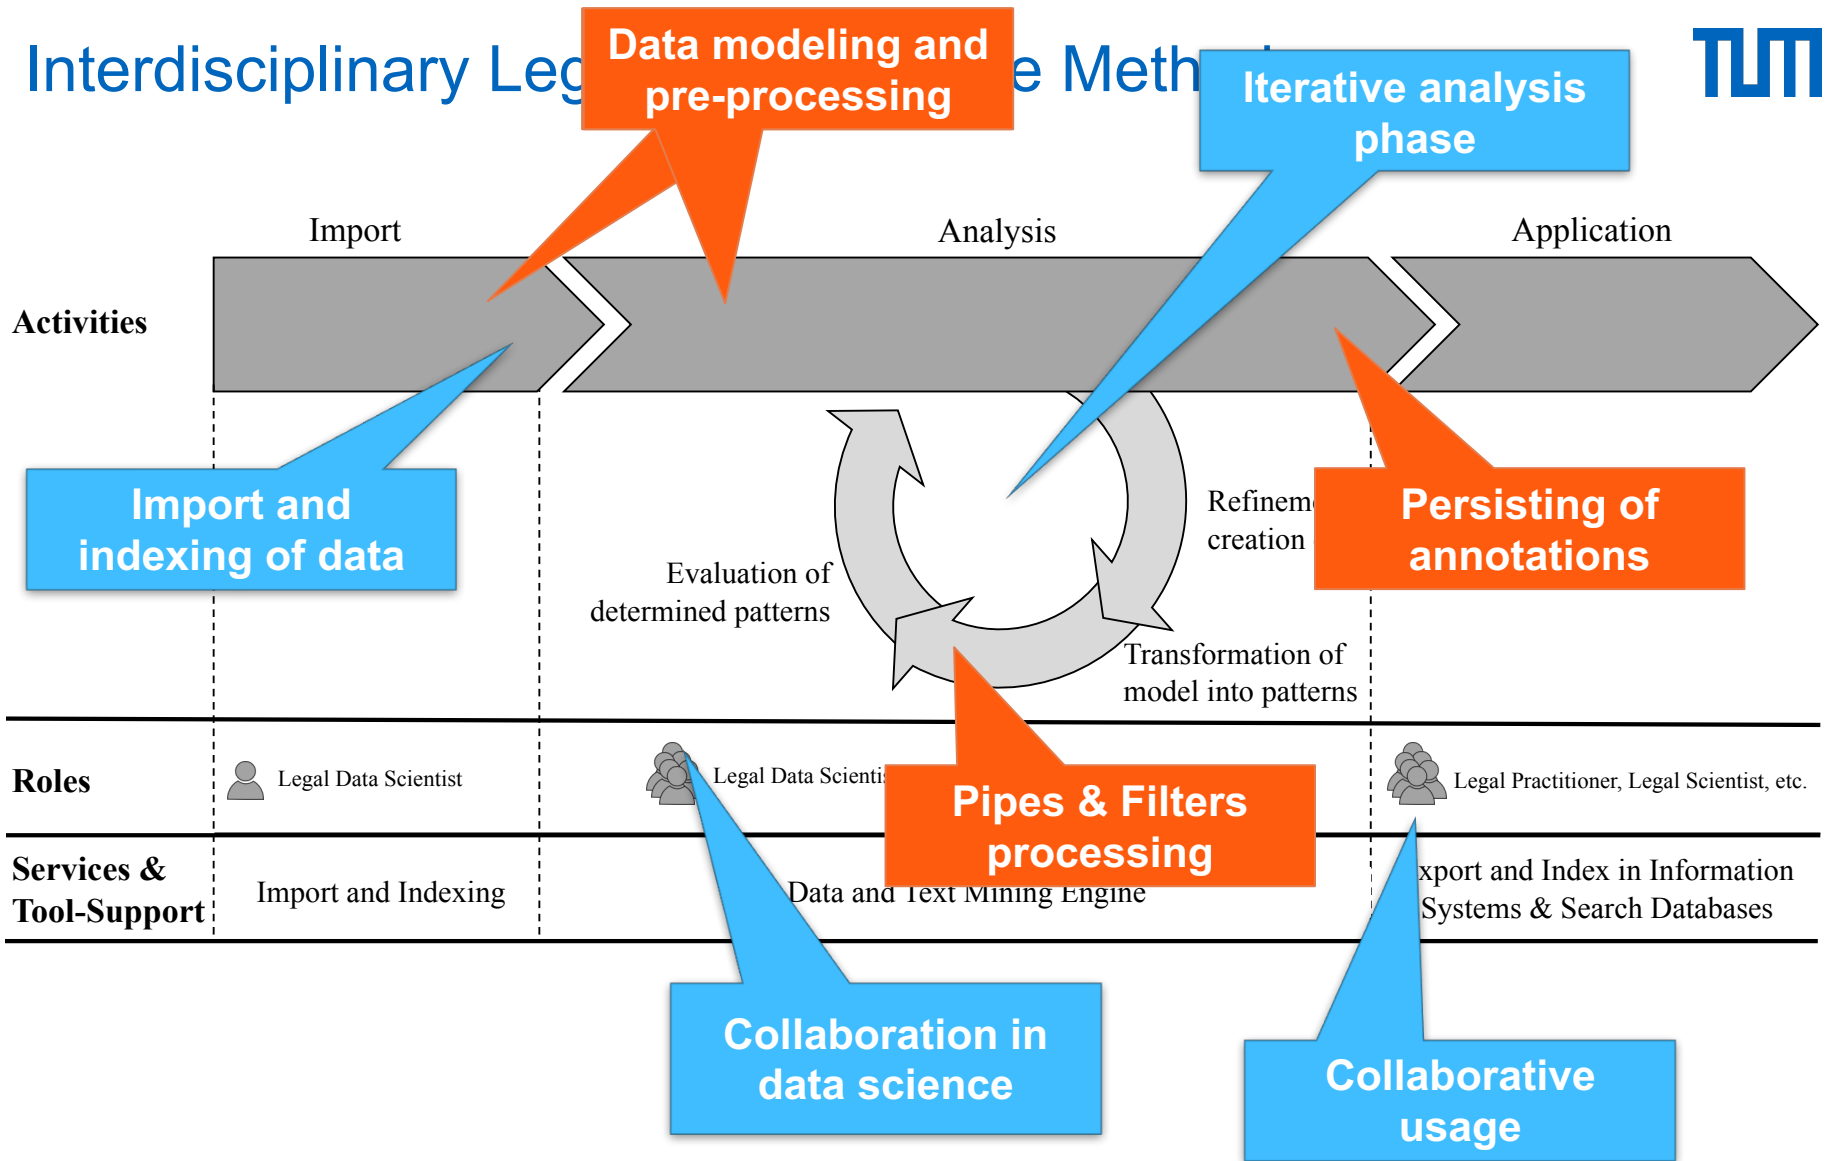 Interdisciplinary Leg
e Meth
TUM
Data modeling and
pre-processing
Iterative analysis
phase
Import
Analysis
Application
Activities
Import and
indexing of data
Refinem
creation
Persisting of
annotations
Evaluation of
determined patterns
Transformation of
model into patterns
Roles
Legal Data Scientist
Legal Data Scienti
Legal Practitioner, Legal Scientist, etc.
Pipes & Filters
processing
Services &
Tool-Support
Import and Indexing
Data and Text Mining Engine
xport and Index in Information
Systems & Search Databases
Collaboration in
data science
Collaborative
usage